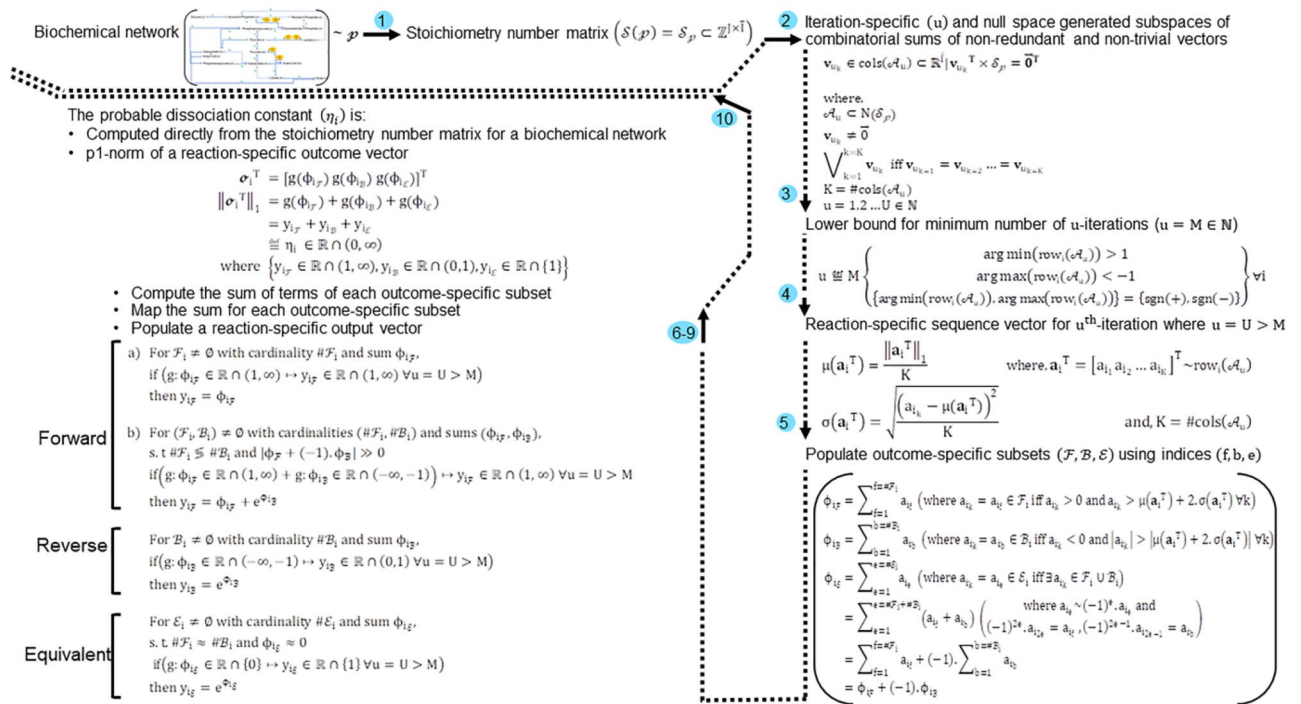 Biochemical network
~ 𝓅
1
Stoichiometry number matrix (𝒮(𝓅) = 𝒮𝓅 ⊂ ℤ^(j×ī))
2
Iteration-specific (u) and null space generated subspaces of
combinatorial sums of non-redundant and non-trivial vectors
v_{u_k} ∈ cols(𝒜_u) ⊂ ℝ^j | v_{u_k}^T × 𝒮𝓅 = 0⃗^T
where,
𝒜_u ⊂ N(𝒮𝓅)
v_{u_k} ≠ 0⃗
⋁_{k=1}^{k=K} v_{u_k} iff v_{u_{k=1}} = v_{u_{k=2}} ... = v_{u_{k=K}}
K = #cols(𝒜_u)
u = 1,2 ... U ∈ ℕ
3
Lower bound for minimum number of u-iterations (u = M ∈ ℕ)
u ≝ M { arg min(row_i(𝒜_u)) > 1
arg max(row_i(𝒜_u)) < −1
{arg min(row_i(𝒜_u)), arg max(row_i(𝒜_u))} = {sgn(+), sgn(−)} } ∀i
4
Reaction-specific sequence vector for u^th-iteration where u = U > M
μ(a_i^T) = ‖a_i^T‖_1 / K where, a_i^T = [a_{i_1} a_{i_2} ... a_{i_K}]^T ~ row_i(𝒜_u)
σ(a_i^T) = √((a_{i_k} − μ(a_i^T))^2 / K) and, K = #cols(𝒜_u)
5
Populate outcome-specific subsets (ℱ, ℬ, ℰ) using indices (f, b, e)
ϕ_{iℱ} = ∑_{f=1}^{f=#ℱ_i} a_{i_f} (where a_{i_k} = a_{i_f} ∈ ℱ_i iff a_{i_k} > 0 and a_{i_k} > μ(a_i^T) + 2.σ(a_i^T) ∀k)
ϕ_{iℬ} = ∑_{b=1}^{b=#ℬ_i} a_{i_b} (where a_{i_k} = a_{i_b} ∈ ℬ_i iff a_{i_k} < 0 and |a_{i_k}| > |μ(a_i^T) + 2.σ(a_i^T)| ∀k)
ϕ_{iℰ} = ∑_{e=1}^{e=#ℰ_i} a_{i_e} (where a_{i_k} = a_{i_e} ∈ ℰ_i iff ∃ a_{i_k} ∈ ℱ_i ∪ ℬ_i)
= ∑_{e=1}^{e=#ℱ_i+#ℬ_i} (a_{i_f} + a_{i_b}) (where a_{i_e} ~ (−1)^e.a_{i_e} and
(−1)^{2e}.a_{i_{2e}} = a_{i_f}, (−1)^{2e−1}.a_{i_{2e−1}} = a_{i_b})
= ∑_{f=1}^{f=#ℱ_i} a_{i_f} + (−1). ∑_{b=1}^{b=#ℬ_i} a_{i_b}
= ϕ_{iℱ} + (−1).ϕ_{iℬ}
6-9
10
The probable dissociation constant (η_i) is:
• Computed directly from the stoichiometry number matrix for a biochemical network
• p1-norm of a reaction-specific outcome vector
σ_i^T = [g(ϕ_{iℱ}) g(ϕ_{iℬ}) g(ϕ_{iℰ})]^T
‖σ_i^T‖_1 = g(ϕ_{iℱ}) + g(ϕ_{iℬ}) + g(ϕ_{iℰ})
= y_{iℱ} + y_{iℬ} + y_{iℰ}
≝ η_i ∈ ℝ ∩ (0, ∞)
where {y_{iℱ} ∈ ℝ ∩ (1, ∞), y_{iℬ} ∈ ℝ ∩ (0,1), y_{iℰ} ∈ ℝ ∩ {1}}
• Compute the sum of terms of each outcome-specific subset
• Map the sum for each outcome-specific subset
• Populate a reaction-specific output vector
Forward
a) For ℱ_i ≠ ∅ with cardinality #ℱ_i and sum ϕ_{iℱ},
if (g: ϕ_{iℱ} ∈ ℝ ∩ (1, ∞) ↦ y_{iℱ} ∈ ℝ ∩ (1, ∞) ∀u = U > M)
then y_{iℱ} = ϕ_{iℱ}
b) For (ℱ_i, ℬ_i) ≠ ∅ with cardinalities (#ℱ_i, #ℬ_i) and sums (ϕ_{iℱ}, ϕ_{iℬ}),
s. t #ℱ_i ≶ #ℬ_i and |ϕ_{iℱ} + (−1). ϕ_{iℬ}| ≫ 0
if(g: ϕ_{iℱ} ∈ ℝ ∩ (1, ∞) + g: ϕ_{iℬ} ∈ ℝ ∩ (−∞, −1)) ↦ y_{iℱ} ∈ ℝ ∩ (1, ∞) ∀u = U > M
then y_{iℱ} = ϕ_{iℱ} + e^{ϕ_{iℬ}}
Reverse
For ℬ_i ≠ ∅ with cardinality #ℬ_i and sum ϕ_{iℬ},
if(g: ϕ_{iℬ} ∈ ℝ ∩ (−∞, −1) ↦ y_{iℬ} ∈ ℝ ∩ (0,1) ∀u = U > M)
then y_{iℬ} = e^{ϕ_{iℬ}}
Equivalent
For ℰ_i ≠ ∅ with cardinality #ℰ_i and sum ϕ_{iℰ},
s. t. #ℱ_i ≈ #ℬ_i and ϕ_{iℰ} ≈ 0
if(g: ϕ_{iℰ} ∈ ℝ ∩ {0} ↦ y_{iℰ} ∈ ℝ ∩ {1} ∀u = U > M)
then y_{iℰ} = e^{ϕ_{iℰ}}